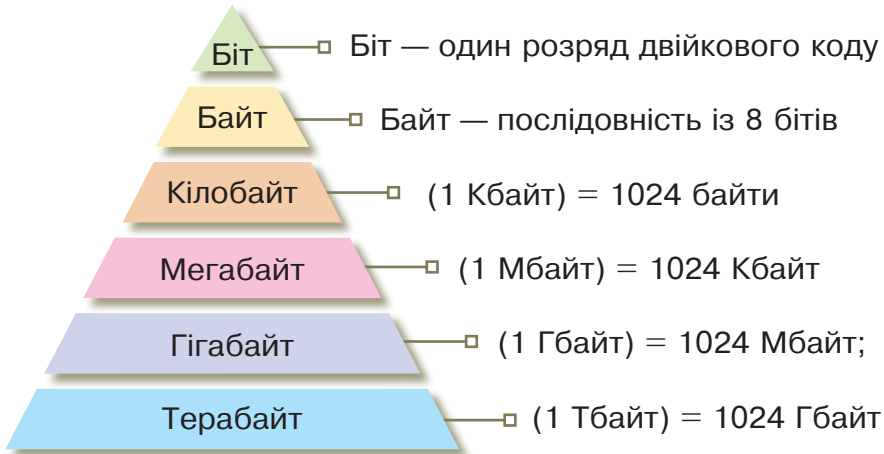 Біт
Біт — один розряд двійкового коду
Байт
Байт — послідовність із 8 бітів
Кілобайт
(1 Кбайт) = 1024 байти
Мегабайт
(1 Мбайт) = 1024 Кбайт
Гігабайт
(1 Гбайт) = 1024 Мбайт;
Терабайт
(1 Тбайт) = 1024 Гбайт